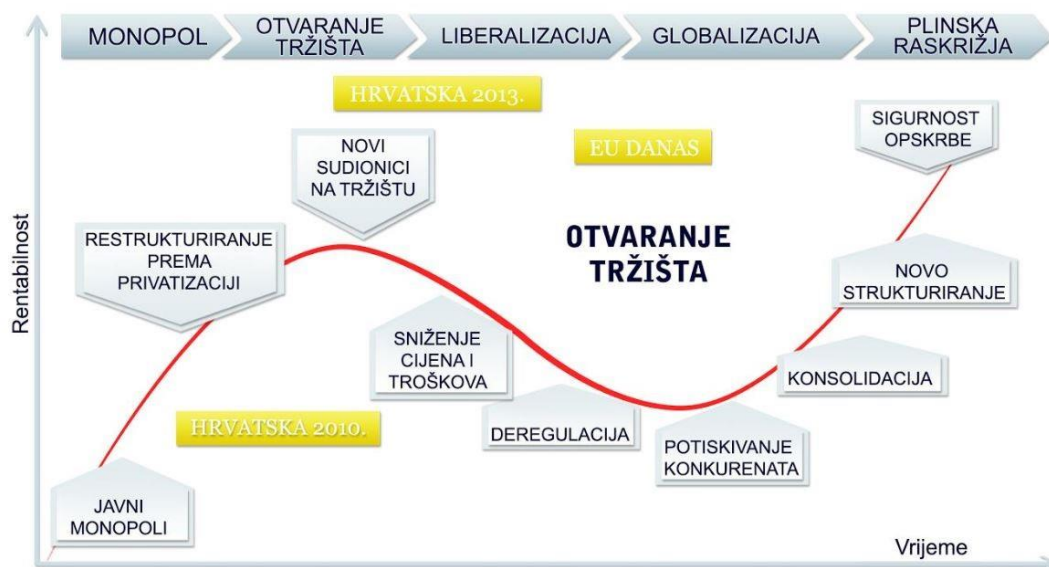 MONOPOL
OTVARANJE
TRŽIŠTA
LIBERALIZACIJA
GLOBALIZACIJA
PLINSKA
RASKRIŽJA
HRVATSKA 2013.
SIGURNOST
OPSKRBE
NOVI
SUDIONICI
NA TRŽIŠTU
EU DANAS
OTVARANJE
TRŽIŠTA
RESTRUKTURIRANJE
PREMA
PRIVATIZACIJI
NOVO
STRUKTURIRANJE
Rentabilnost
SNIŽENJE
CIJENA I
TROŠKOVA
KONSOLIDACIJA
HRVATSKA 2010.
DEREGULACIJA
POTISKIVANJE
KONKURENATA
JAVNI
MONOPOLI
Vrijeme